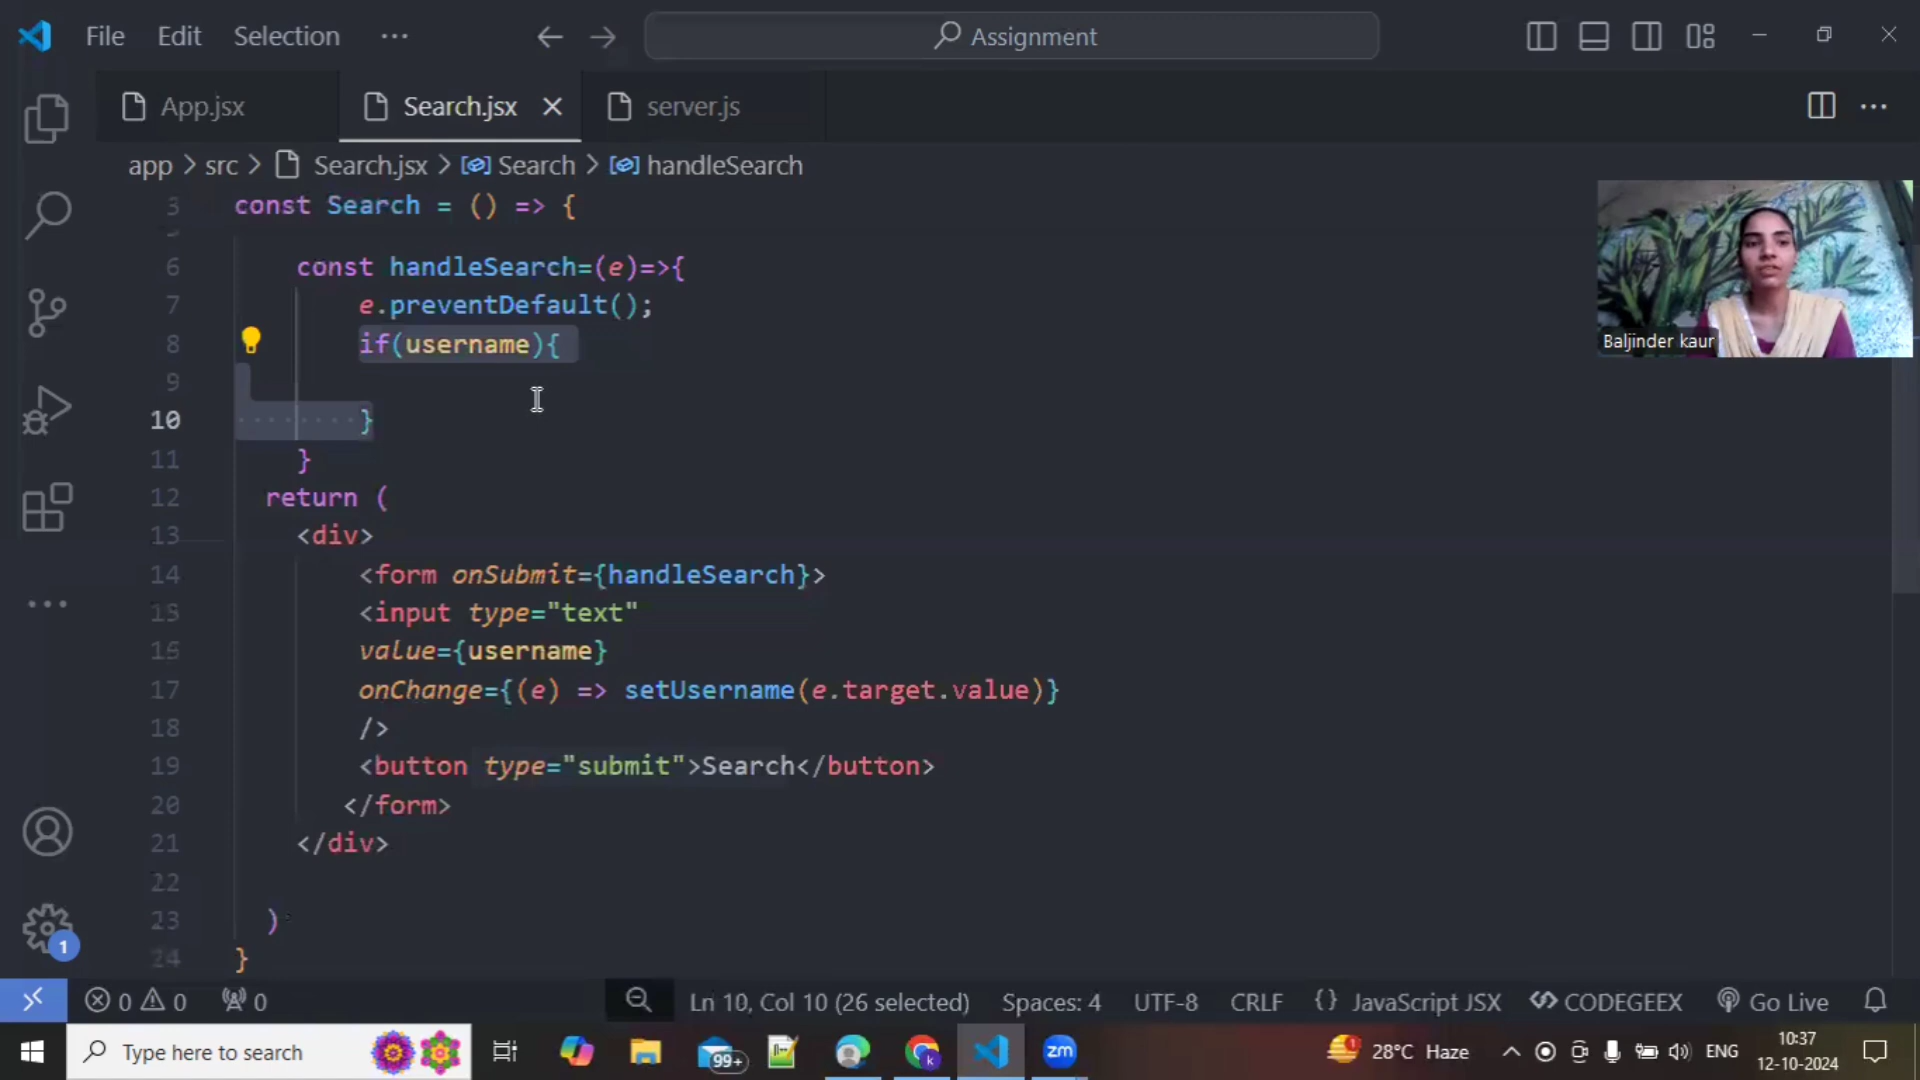 File Edit Selection ··· Assignment
App.jsx Search.jsx server.js
app > src > Search.jsx > Search > handleSearch
3 const Search = () => {
6 const handleSearch=(e)=>{
7 e.preventDefault();
8 if(username){
9
10 }
11 }
12 return (
13 <div>
14 <form onSubmit={handleSearch}>
15 <input type="text"
16 value={username}
17 onChange={(e) => setUsername(e.target.value)}
18 />
19 <button type="submit">Search</button>
20 </form>
21 </div>
22
23 )
24 }
Baljinder kaur
1
0 0 0 Ln 10, Col 10 (26 selected) Spaces: 4 UTF-8 CRLF {} JavaScript JSX CODEGEEX Go Live
Type here to search 99+ 28°C Haze ENG 10:37
12-10-2024